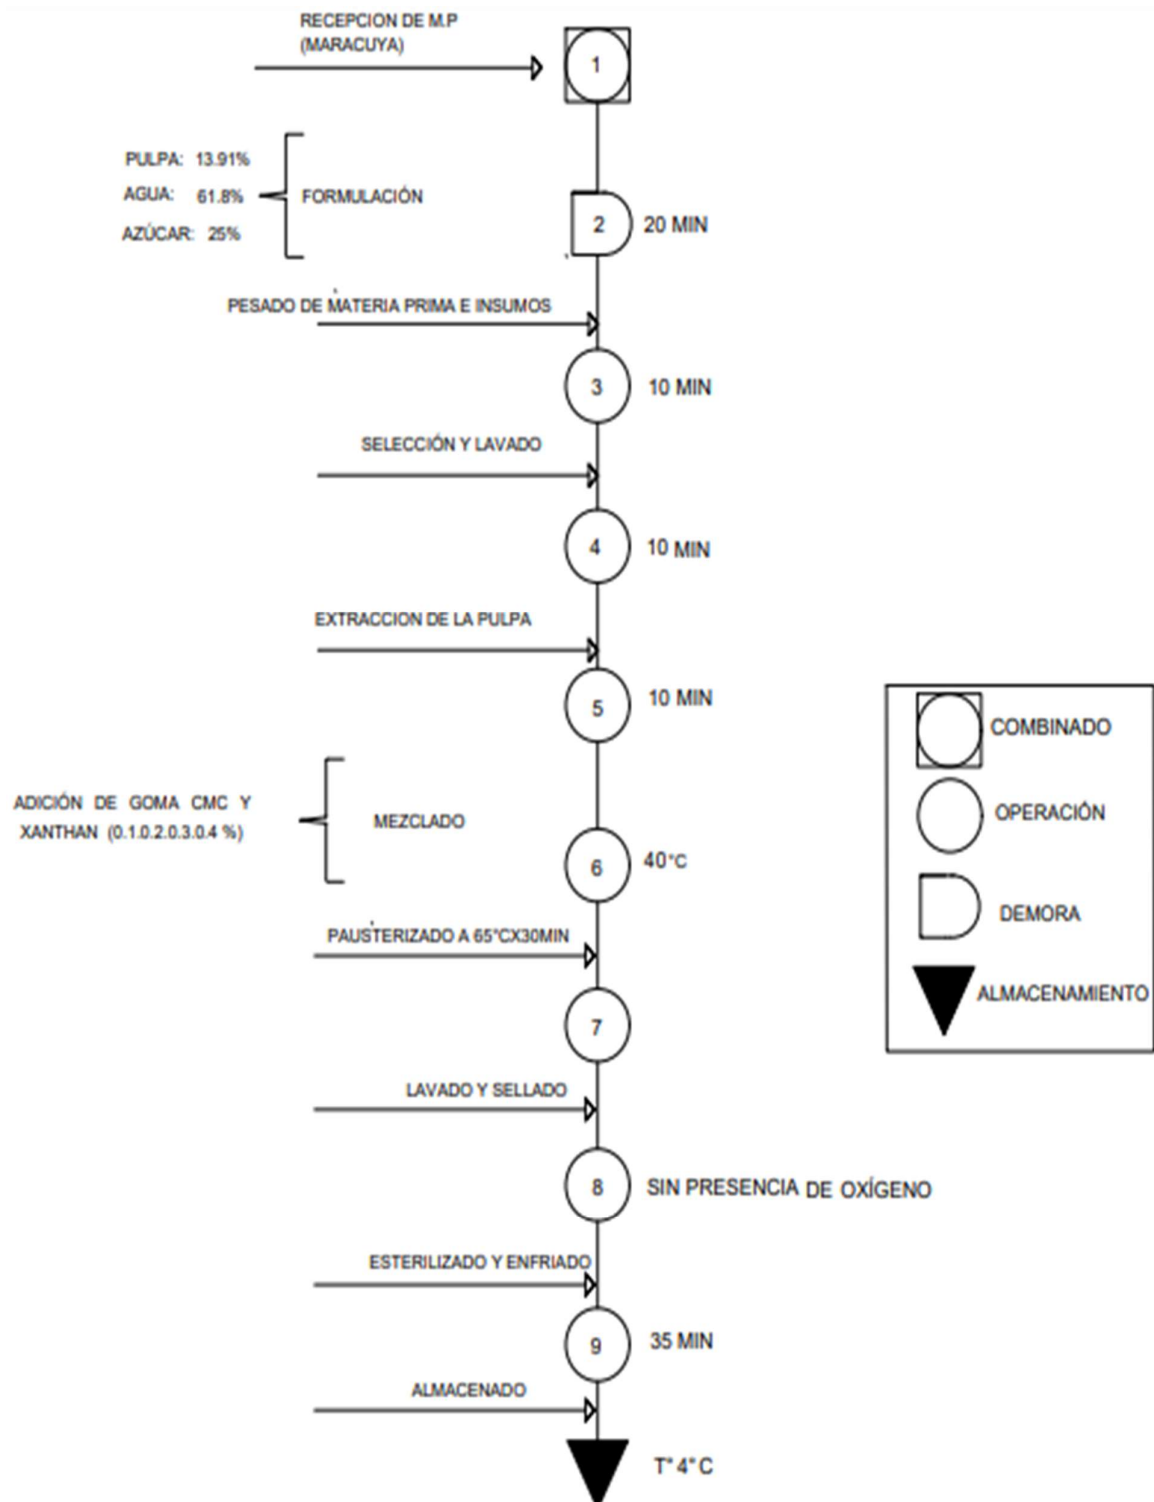 RECEPCION DE M.P
(MARACUYA)
1
PULPA: 13.91%
AGUA: 61.8%
AZÚCAR: 25%
FORMULACIÓN
2
20 MIN
PESADO DE MATERIA PRIMA E INSUMOS
3
10 MIN
SELECCIÓN Y LAVADO
4
10 MIN
EXTRACCION DE LA PULPA
5
10 MIN
ADICIÓN DE GOMA CMC Y
XANTHAN (0.1.0.2.0.3.0.4 %)
MEZCLADO
6
40°C
PAUSTERIZADO A 65°CX30MIN
7
LAVADO Y SELLADO
8
SIN PRESENCIA DE OXÍGENO
ESTERILIZADO Y ENFRIADO
9
35 MIN
ALMACENADO
T° 4° C
COMBINADO
OPERACIÓN
DEMORA
ALMACENAMIENTO